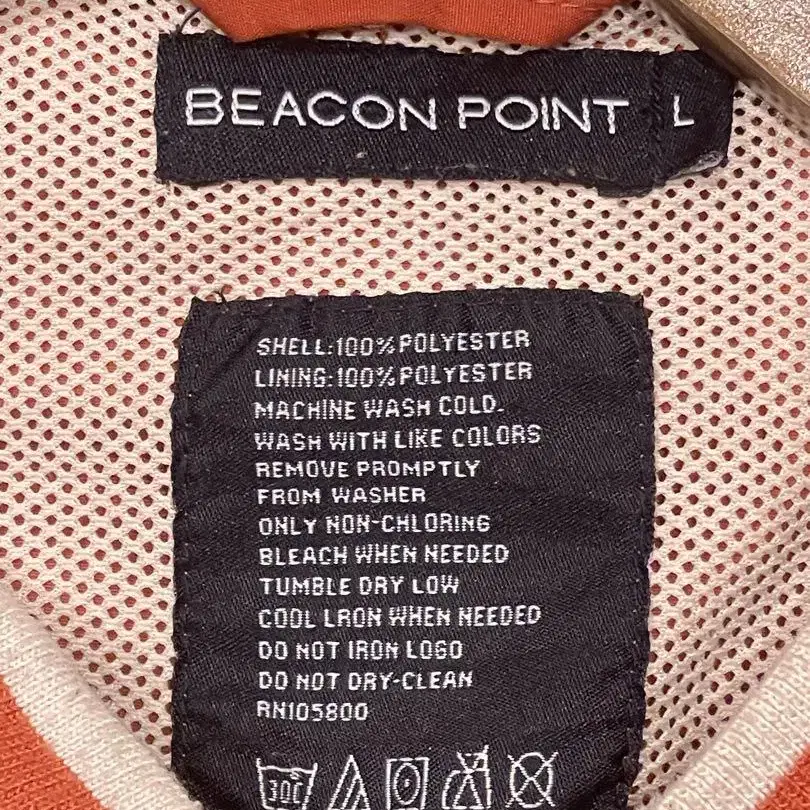 BEACON POINT L
SHELL:100%POLYESTER
LINING:100%POLYESTER
MACHINE WASH COLD.
WASH WITH LIKE COLORS
REMOVE PROMPTLY
FROM WASHER
ONLY NON-CHLORING
BLEACH WHEN NEEDED
TUMBLE DRY LOW
COOL LRON WHEN NEEDED
DO NOT IRON LOGO
DO NOT DRY-CLEAN
RN105800
30C